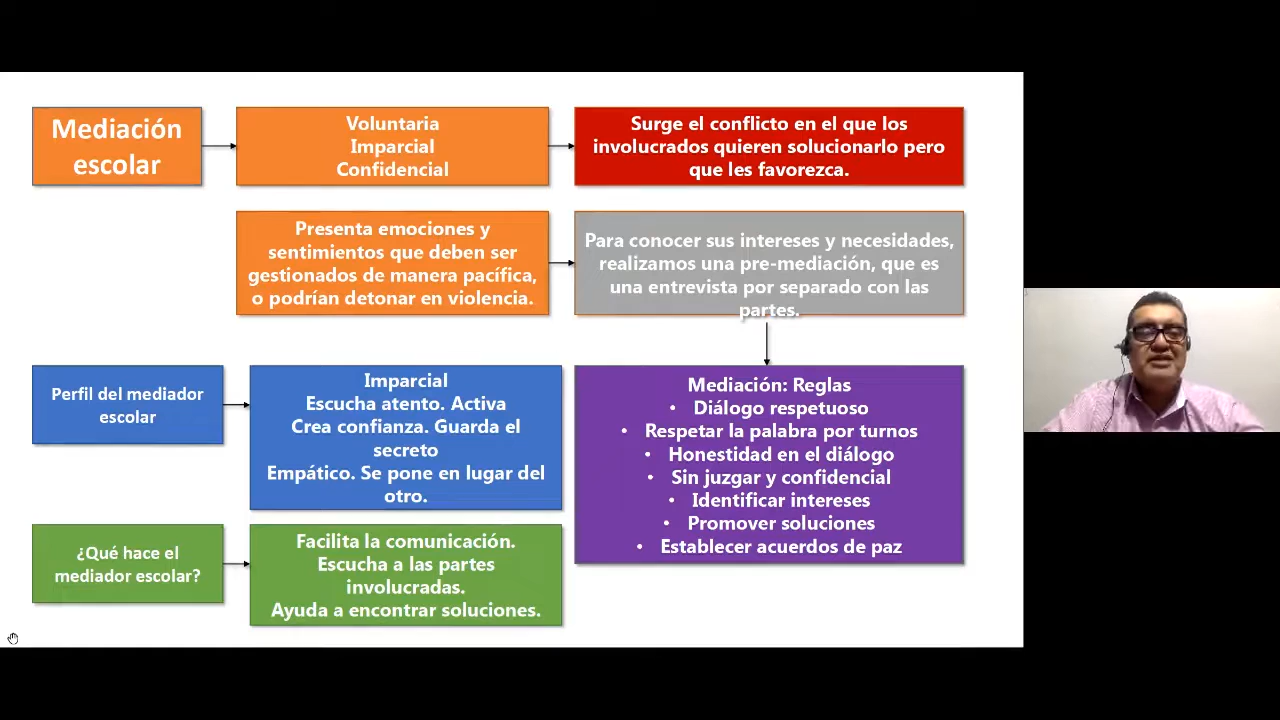 Mediación
escolar
Voluntaria
Imparcial
Confidencial
Surge el conflicto en el que los
involucrados quieren solucionarlo pero
que les favorezca.
Presenta emociones y
sentimientos que deben ser
gestionados de manera pacífica,
o podrían detonar en violencia.
Para conocer sus intereses y necesidades,
realizamos una pre-mediación, que es
una entrevista por separado con las
partes.
Perfil del mediador
escolar
Imparcial
Escucha atento. Activa
Crea confianza. Guarda el
secreto
Empático. Se pone en lugar del
otro.
Mediación: Reglas
• Diálogo respetuoso
• Respetar la palabra por turnos
• Honestidad en el diálogo
• Sin juzgar y confidencial
• Identificar intereses
• Promover soluciones
• Establecer acuerdos de paz
¿Qué hace el
mediador escolar?
Facilita la comunicación.
Escucha a las partes
involucradas.
Ayuda a encontrar soluciones.